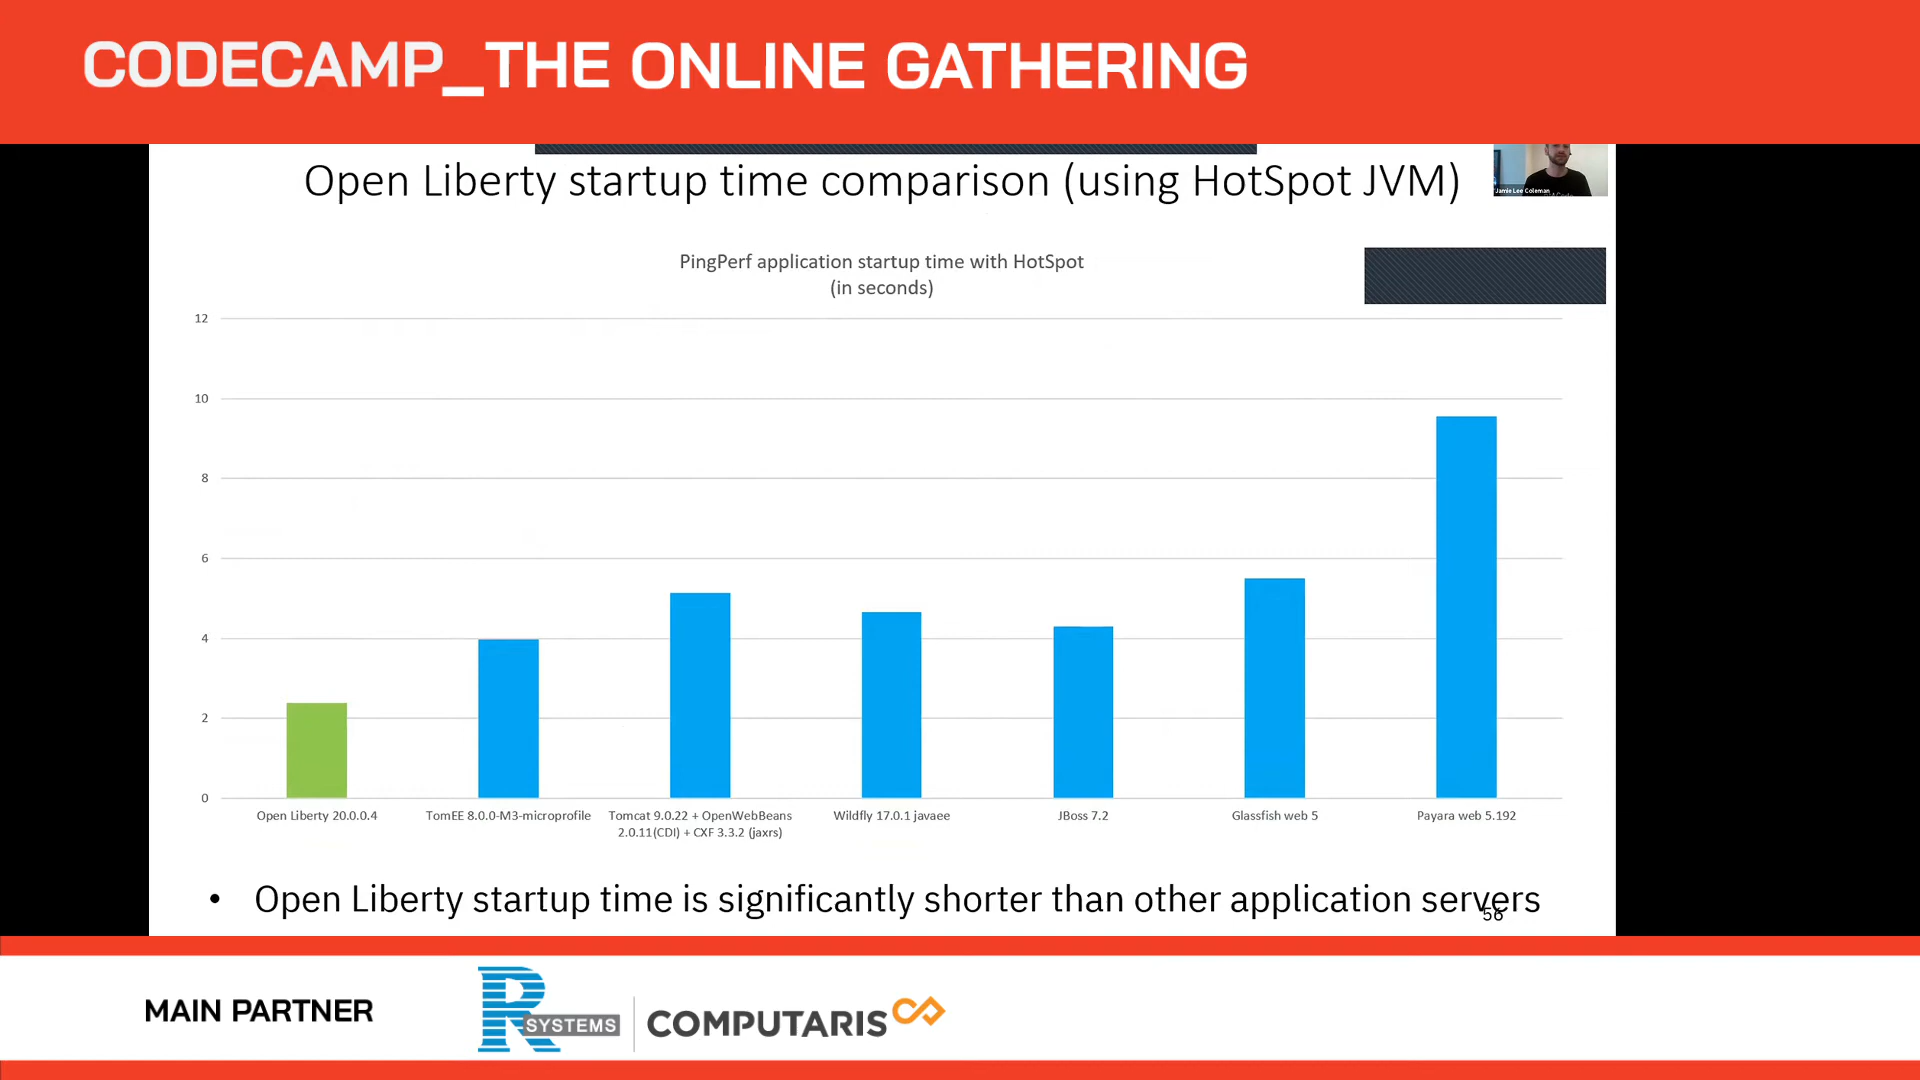 CODECAMP_THE ONLINE GATHERING
Open Liberty startup time comparison (using HotSpot JVM)
Jamie Lee Coleman
PingPerf application startup time with HotSpot
(in seconds)
12
10
8
6
4
2
0
Open Liberty 20.0.0.4
TomEE 8.0.0-M3-microprofile
Tomcat 9.0.22 + OpenWebBeans
2.0.11(CDI) + CXF 3.3.2 (jaxrs)
Wildfly 17.0.1 javaee
JBoss 7.2
Glassfish web 5
Payara web 5.192
• Open Liberty startup time is significantly shorter than other application servers
56
MAIN PARTNER
R SYSTEMS
COMPUTARIS